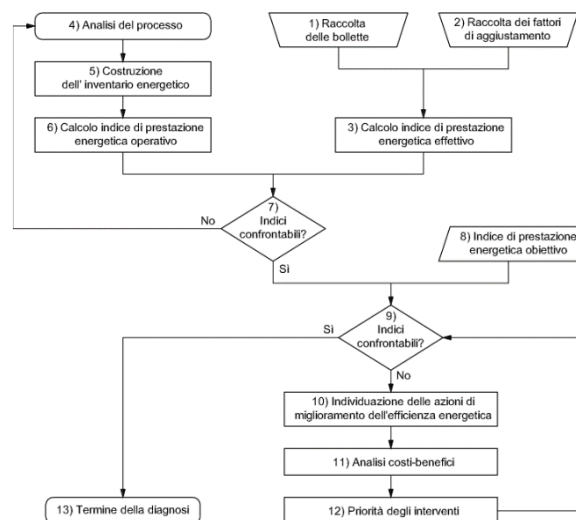 4) Analisi del processo
1) Raccolta
delle bollette
2) Raccolta dei fattori
di aggiustamento
5) Costruzione
dell' inventario energetico
6) Calcolo indice di prestazione
energetica operativo
3) Calcolo indice di prestazione
energetica effettivo
7)
Indici
confrontabili?
No
Sì
8) Indice di prestazione
energetica obiettivo
9)
Indici
confrontabili?
Sì
No
10) Individuazione delle azioni di
miglioramento dell'efficienza energetica
11) Analisi costi-benefici
13) Termine della diagnosi
12) Priorità degli interventi